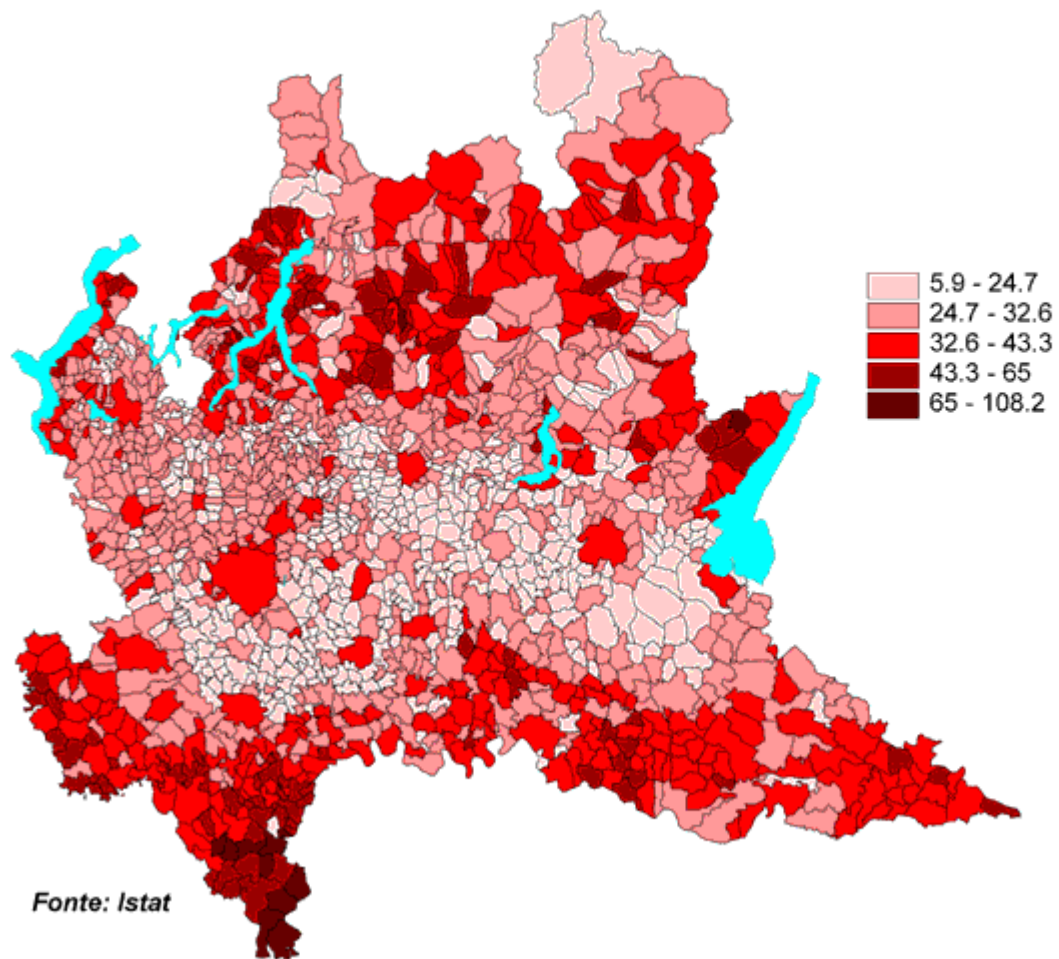 5.9 - 24.7
24.7 - 32.6
32.6 - 43.3
43.3 - 65
65 - 108.2
Fonte: Istat